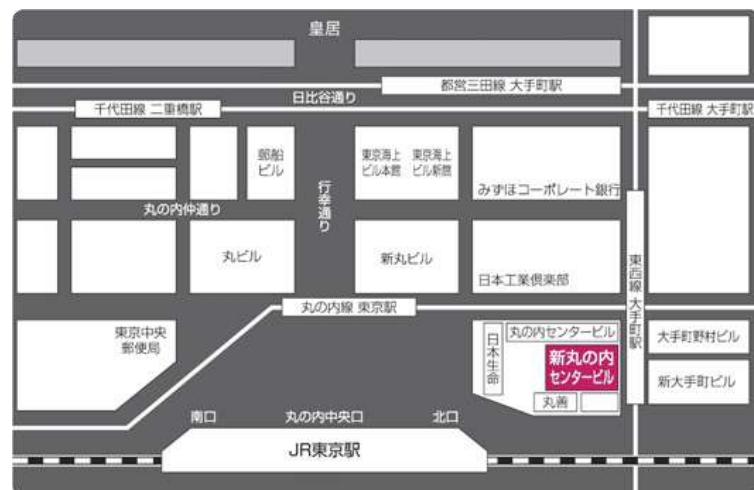 皇居
都営三田線 大手町駅
日比谷通り
千代田線 二重橋駅
千代田線 大手町駅
郵船
ビル
東京海上
ビル本館
東京海上
ビル新館
みずほコーポレート銀行
行幸通り
丸の内仲通り
丸ビル
新丸ビル
日本工業倶楽部
東西線 大手町駅
丸の内線 東京駅
東京中央
郵便局
日本生命
丸の内センタービル
新丸の内
センタービル
丸善
大手町野村ビル
新大手町ビル
南口
丸の内中央口
北口
JR東京駅